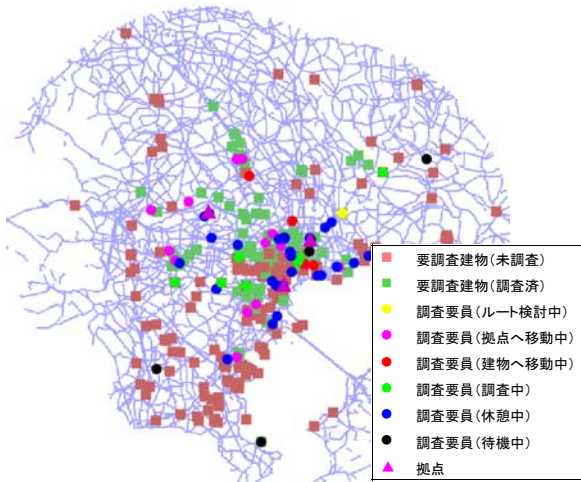 要調査建物(未調査)
要調査建物(調査済)
調査要員(ルート検討中)
調査要員(拠点へ移動中)
調査要員(建物へ移動中)
調査要員(調査中)
調査要員(休憩中)
調査要員(待機中)
拠点